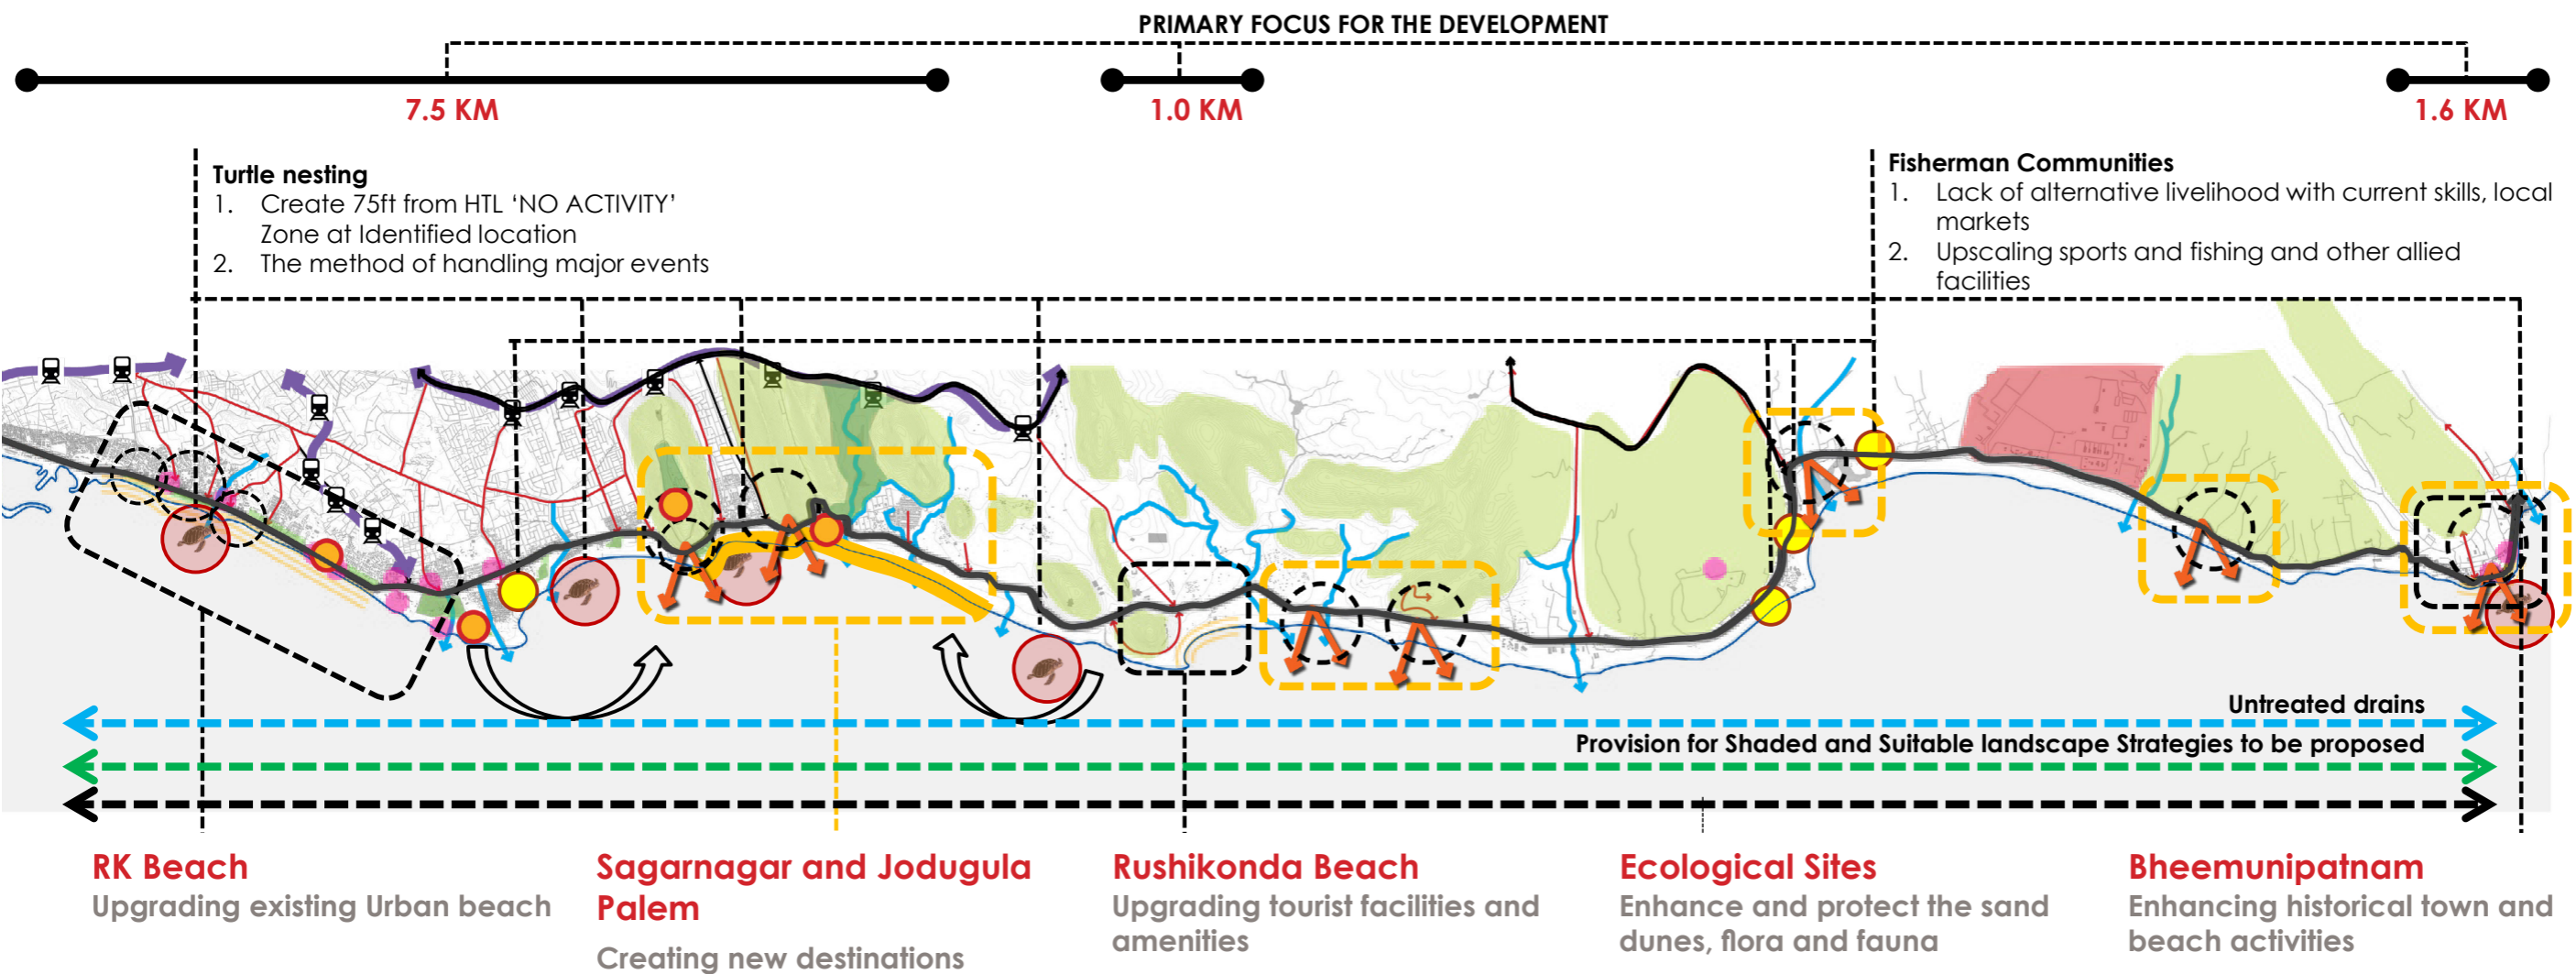 PRIMARY FOCUS FOR THE DEVELOPMENT
7.5 KM
1.0 KM
1.6 KM
Turtle nesting
1. Create 75ft from HTL ‘NO ACTIVITY’
Zone at Identified location
2. The method of handling major events
Fisherman Communities
1. Lack of alternative livelihood with current skills, local
markets
2. Upscaling sports and fishing and other allied
facilities
Untreated drains
Provision for Shaded and Suitable landscape Strategies to be proposed
RK Beach
Upgrading existing Urban beach
Sagarnagar and Jodugula
Palem
Creating new destinations
Rushikonda Beach
Upgrading tourist facilities and
amenities
Ecological Sites
Enhance and protect the sand
dunes, flora and fauna
Bheemunipatnam
Enhancing historical town and
beach activities